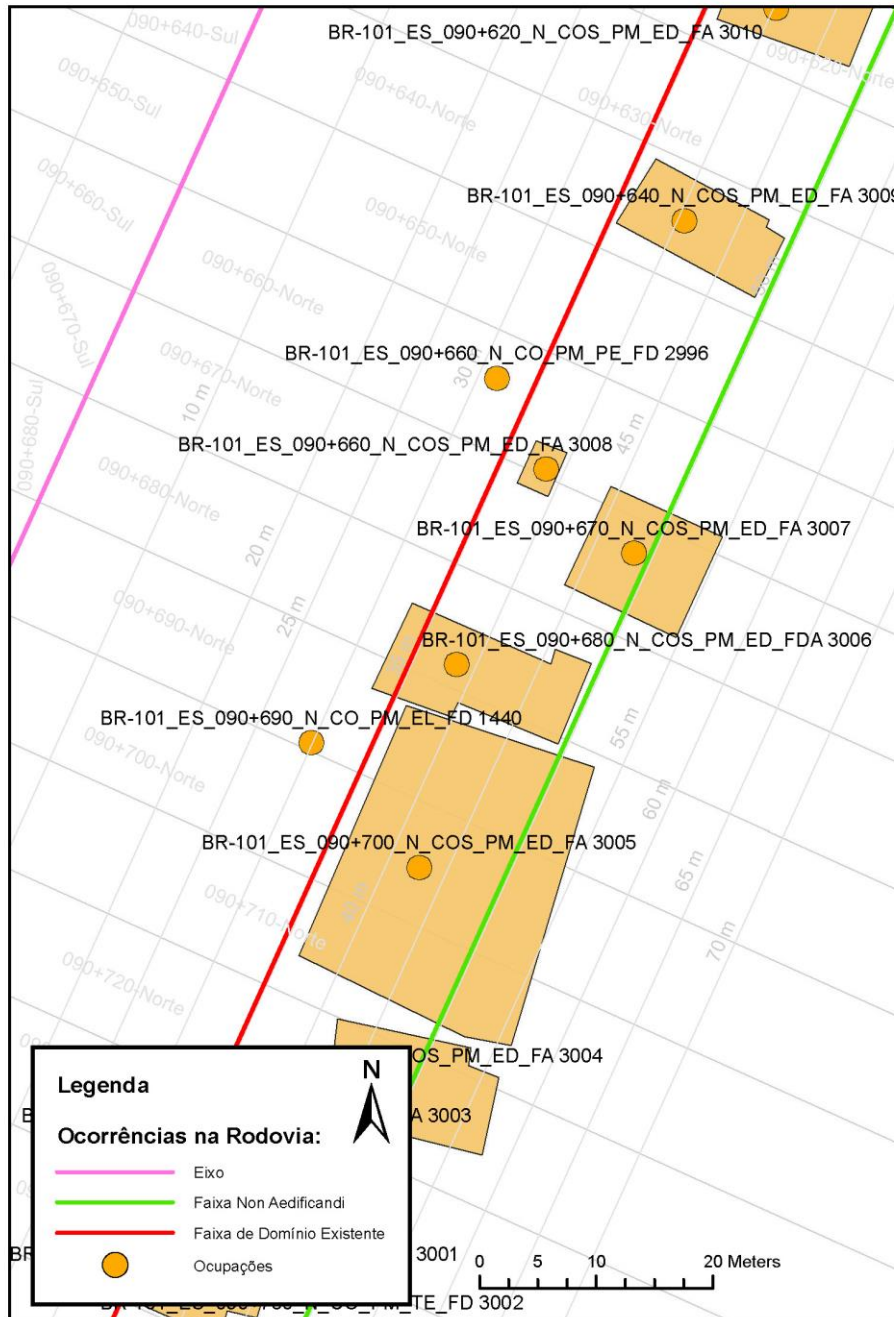 090+640-Sul
BR-101_ES_090+620_N_COS_PM_ED_FA 3010
090+620-Norte
090+650-Sul
090+640-Norte
090+630-Norte
090+660-Sul
BR-101_ES_090+640_N_COS_PM_ED_FA 3009
090+650-Norte
090+670-Sul
090+660-Norte
BR-101_ES_090+660_N_CO_PM_PE_FD 2996
090+670-Norte
090+680-Sul
10 m
45 m
BR-101_ES_090+660_N_COS_PM_ED_FA 3008
090+680-Norte
20 m
BR-101_ES_090+670_N_COS_PM_ED_FA 3007
25 m
090+690-Norte
BR-101_ES_090+680_N_COS_PM_ED_FDA 3006
BR-101_ES_090+690_N_CO_PM_EL_FD 1440
55 m
090+700-Norte
60 m
BR-101_ES_090+700_N_COS_PM_ED_FA 3005
65 m
090+710-Norte
70 m
090+720-Norte
OS_PM_ED_FA 3004
A 3003
Legenda
N
Ocorrências na Rodovia:
Eixo
Faixa Non Aedificandi
Faixa de Domínio Existente
Ocupações
3001
0 5 10 20 Meters
TE_FD 3002